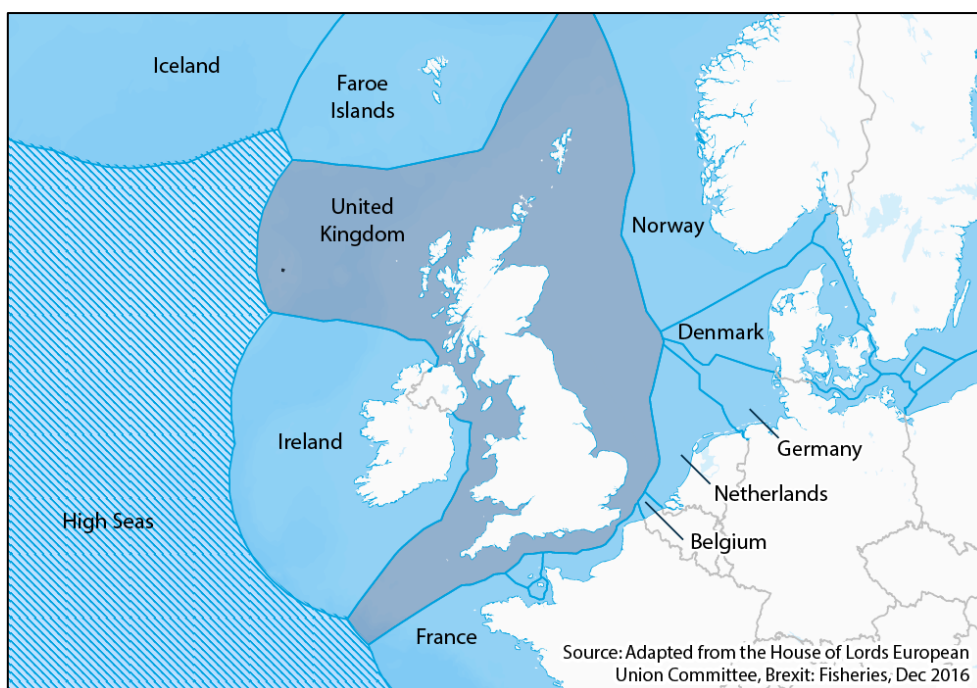 Iceland
Faroe
Islands
United
Kingdom
Norway
Denmark
Ireland
Germany
Netherlands
High Seas
Belgium
France
Source: Adapted from the House of Lords European
Union Committee, Brexit: Fisheries, Dec 2016